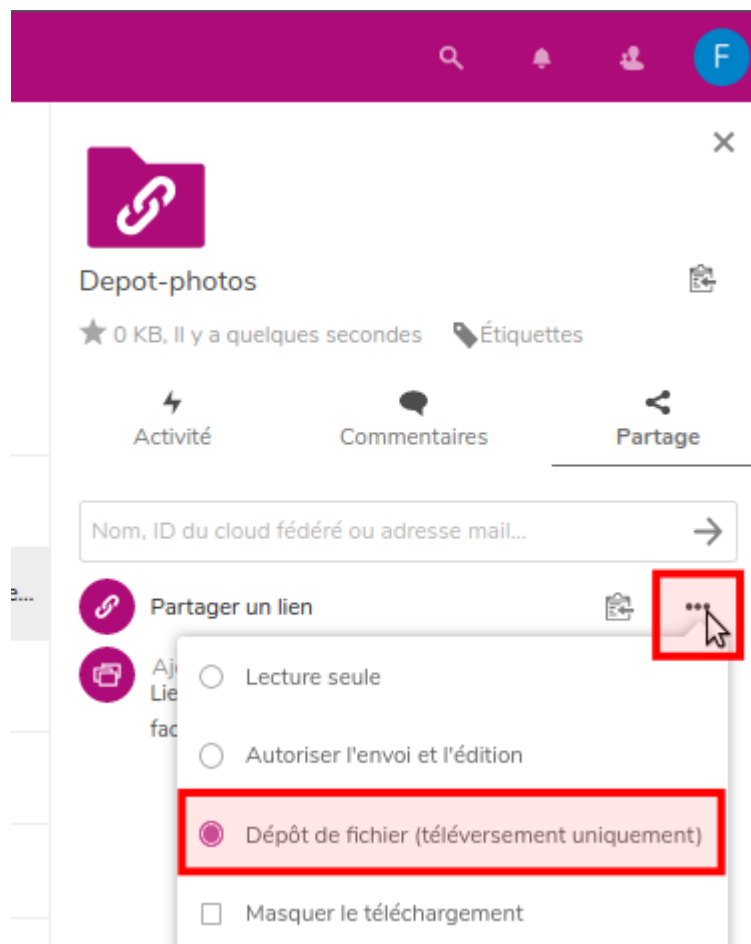 F
Depot-photos
0 KB, Il y a quelques secondes Étiquettes
Activité Commentaires Partage
Nom, ID du cloud fédéré ou adresse mail...
e...
Partager un lien
Lecture seule
Autoriser l'envoi et l'édition
Dépôt de fichier (téléversement uniquement)
Masquer le téléchargement